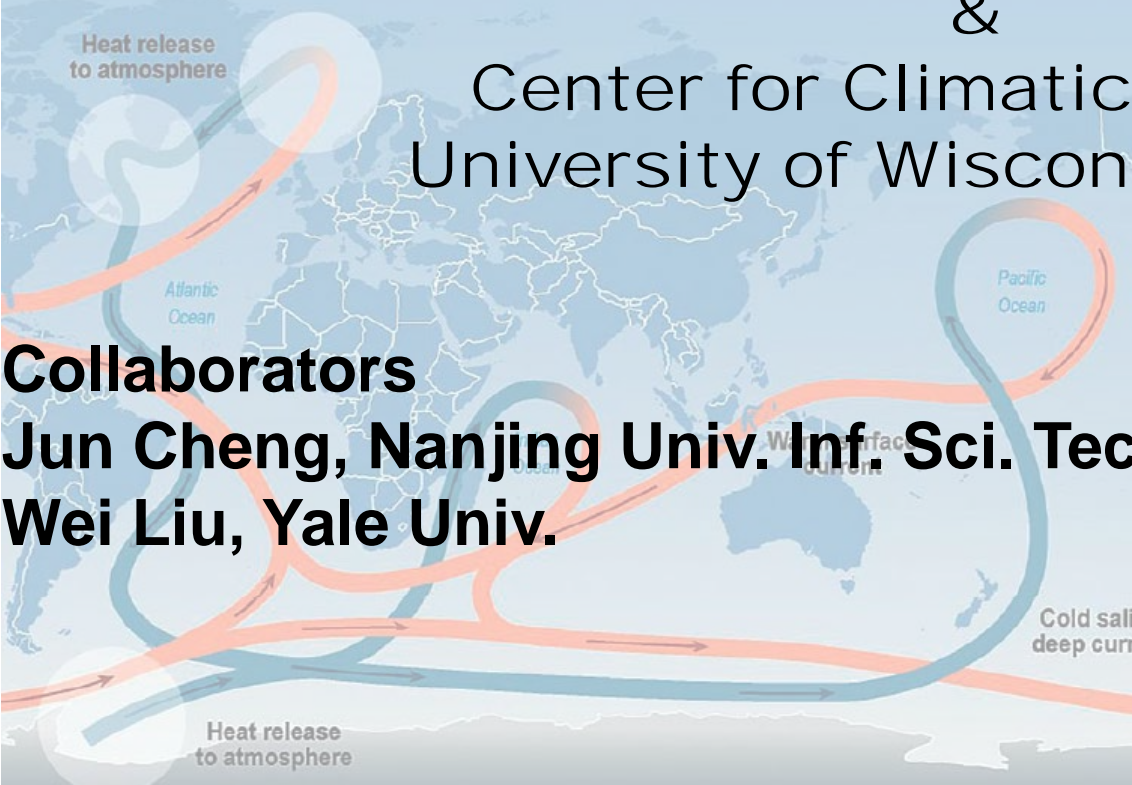 &
Heat release
to atmosphere
Center for Climatic
University of Wiscon
Atlantic
Ocean
Pacific
Ocean
Collaborators
Jun Cheng, Nanjing Univ. Inf. Sci. Tec
Wei Liu, Yale Univ.
Cold sali
deep curr
Heat release
to atmosphere